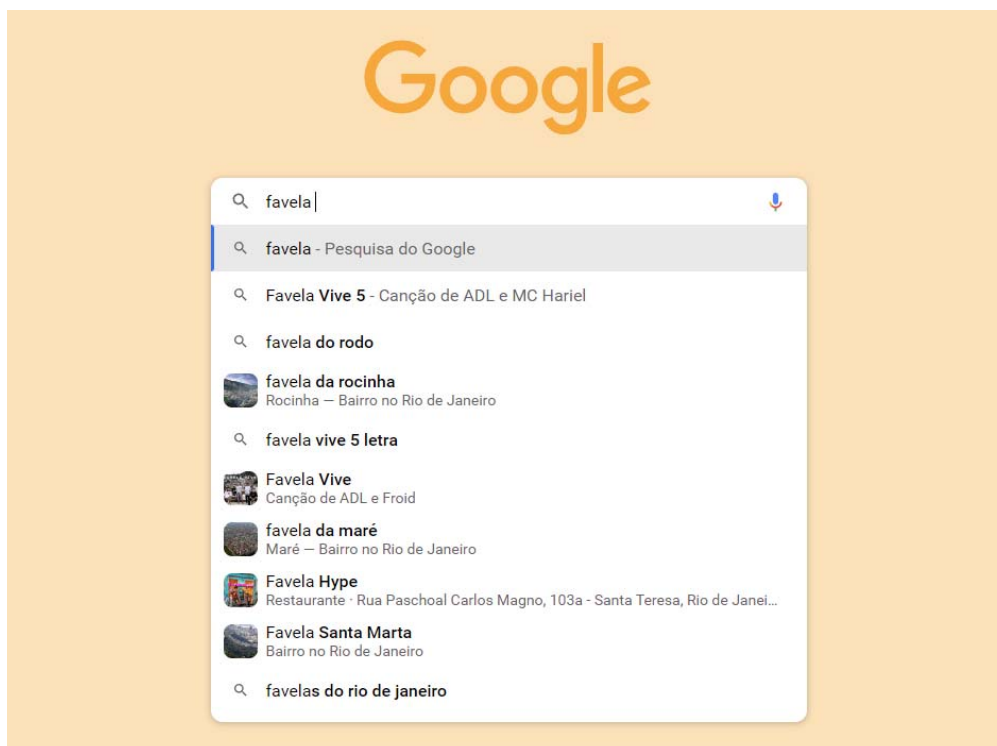 Google
favela
favela - Pesquisa do Google
Favela Vive 5 - Canção de ADL e MC Hariel
favela do rodo
favela da rocinha
Rocinha — Bairro no Rio de Janeiro
favela vive 5 letra
Favela Vive
Canção de ADL e Froid
favela da maré
Maré — Bairro no Rio de Janeiro
Favela Hype
Restaurante · Rua Paschoal Carlos Magno, 103a - Santa Teresa, Rio de Janei...
Favela Santa Marta
Bairro no Rio de Janeiro
favelas do rio de janeiro